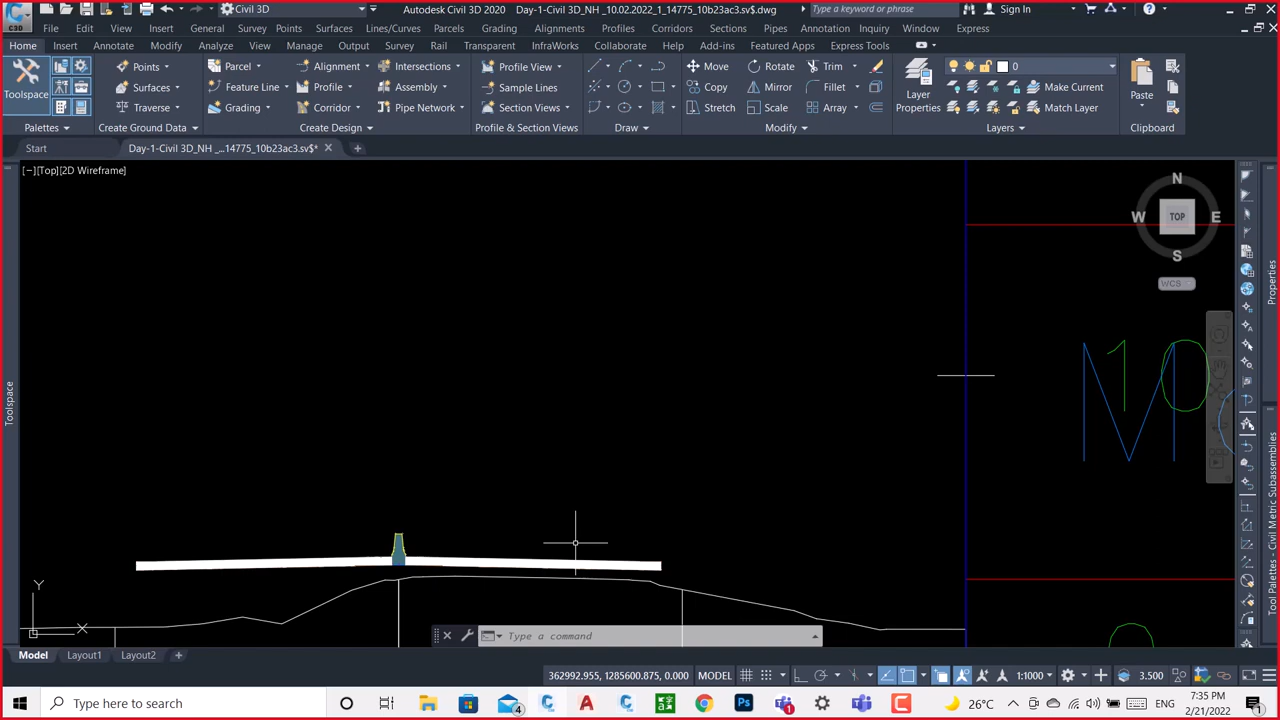 C3D
Civil 3D
Autodesk Civil 3D 2020 Day-1-Civil 3D_NH _10.02.2022_1_14775_10b23ac3.sv$.dwg
Type a keyword or phrase
Sign In
File Edit View Insert General Survey Points Surfaces Lines/Curves Parcels Grading Alignments Profiles Corridors Sections Pipes Annotation Inquiry Window Express
Home Insert Annotate Modify Analyze View Manage Output Survey Rail Transparent InfraWorks Collaborate Help Add-ins Featured Apps Express Tools
Points Parcel Alignment Intersections Profile View Move Rotate Trim 0
Toolspace Surfaces Feature Line Profile Assembly Sample Lines Copy Mirror Fillet Layer Properties Make Current Paste
Traverse Grading Corridor Pipe Network Section Views Stretch Scale Array Match Layer
Palettes Create Ground Data Create Design Profile & Section Views Draw Modify Layers Clipboard
Start Day-1-Civil 3D_NH _...14775_10b23ac3.sv$*
[−][Top][2D Wireframe]
N
W TOP E
S
WCS
Properties
Toolspace
Tool Palettes - Civil Metric Subassemblies
M 10
Y
X
Type a command
Model Layout1 Layout2
362992.955, 1285600.875, 0.000 MODEL 1:1000 3.500
Type here to search
4
1
26°C
ENG
7:35 PM
2/21/2022
1